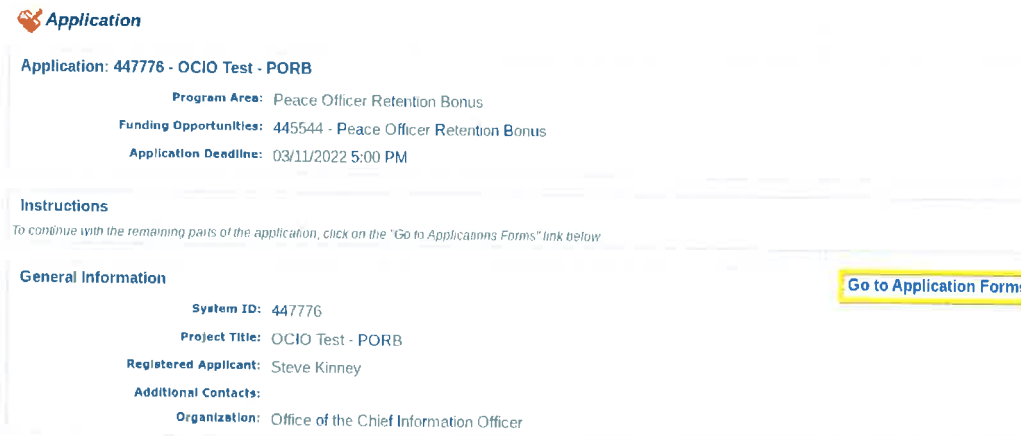 Application
Application: 447776 - OCIO Test - PORB
Program Area: Peace Officer Retention Bonus
Funding Opportunities: 445544 - Peace Officer Retention Bonus
Application Deadline: 03/11/2022 5:00 PM
Instructions
To continue with the remaining parts of the application, click on the "Go to Applications Forms" link below
General Information
Go to Application Forms
System ID: 447776
Project Title: OCIO Test - PORB
Registered Applicant: Steve Kinney
Additional Contacts:
Organization: Office of the Chief Information Officer